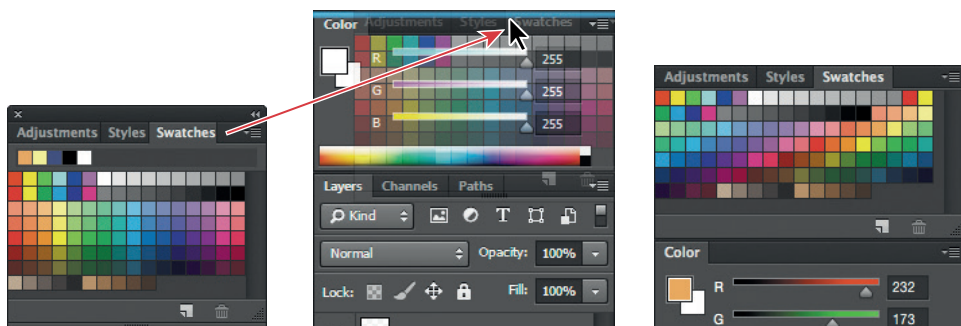 ×
Adjustments Styles Swatches
Color Adjustments Styles Swatches
R 255
G 255
B 255
Layers Channels Paths
Kind T
Normal Opacity: 100%
Lock: Fill: 100%
Adjustments Styles Swatches
Color
R 232
G 173